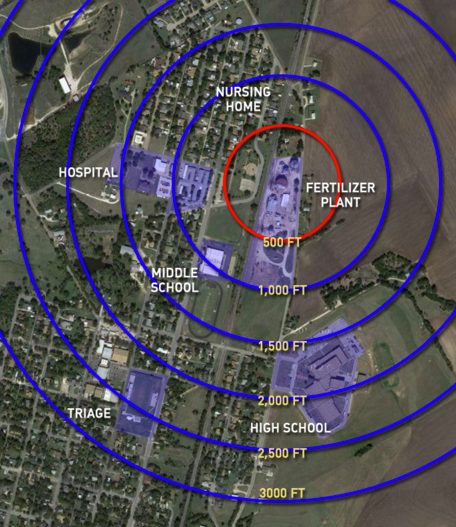 NURSING
HOME
HOSPITAL
FERTILIZER
PLANT
500 FT
MIDDLE
SCHOOL
1,000 FT
1,500 FT
2,000 FT
TRIAGE
HIGH SCHOOL
2,500 FT
3000 FT